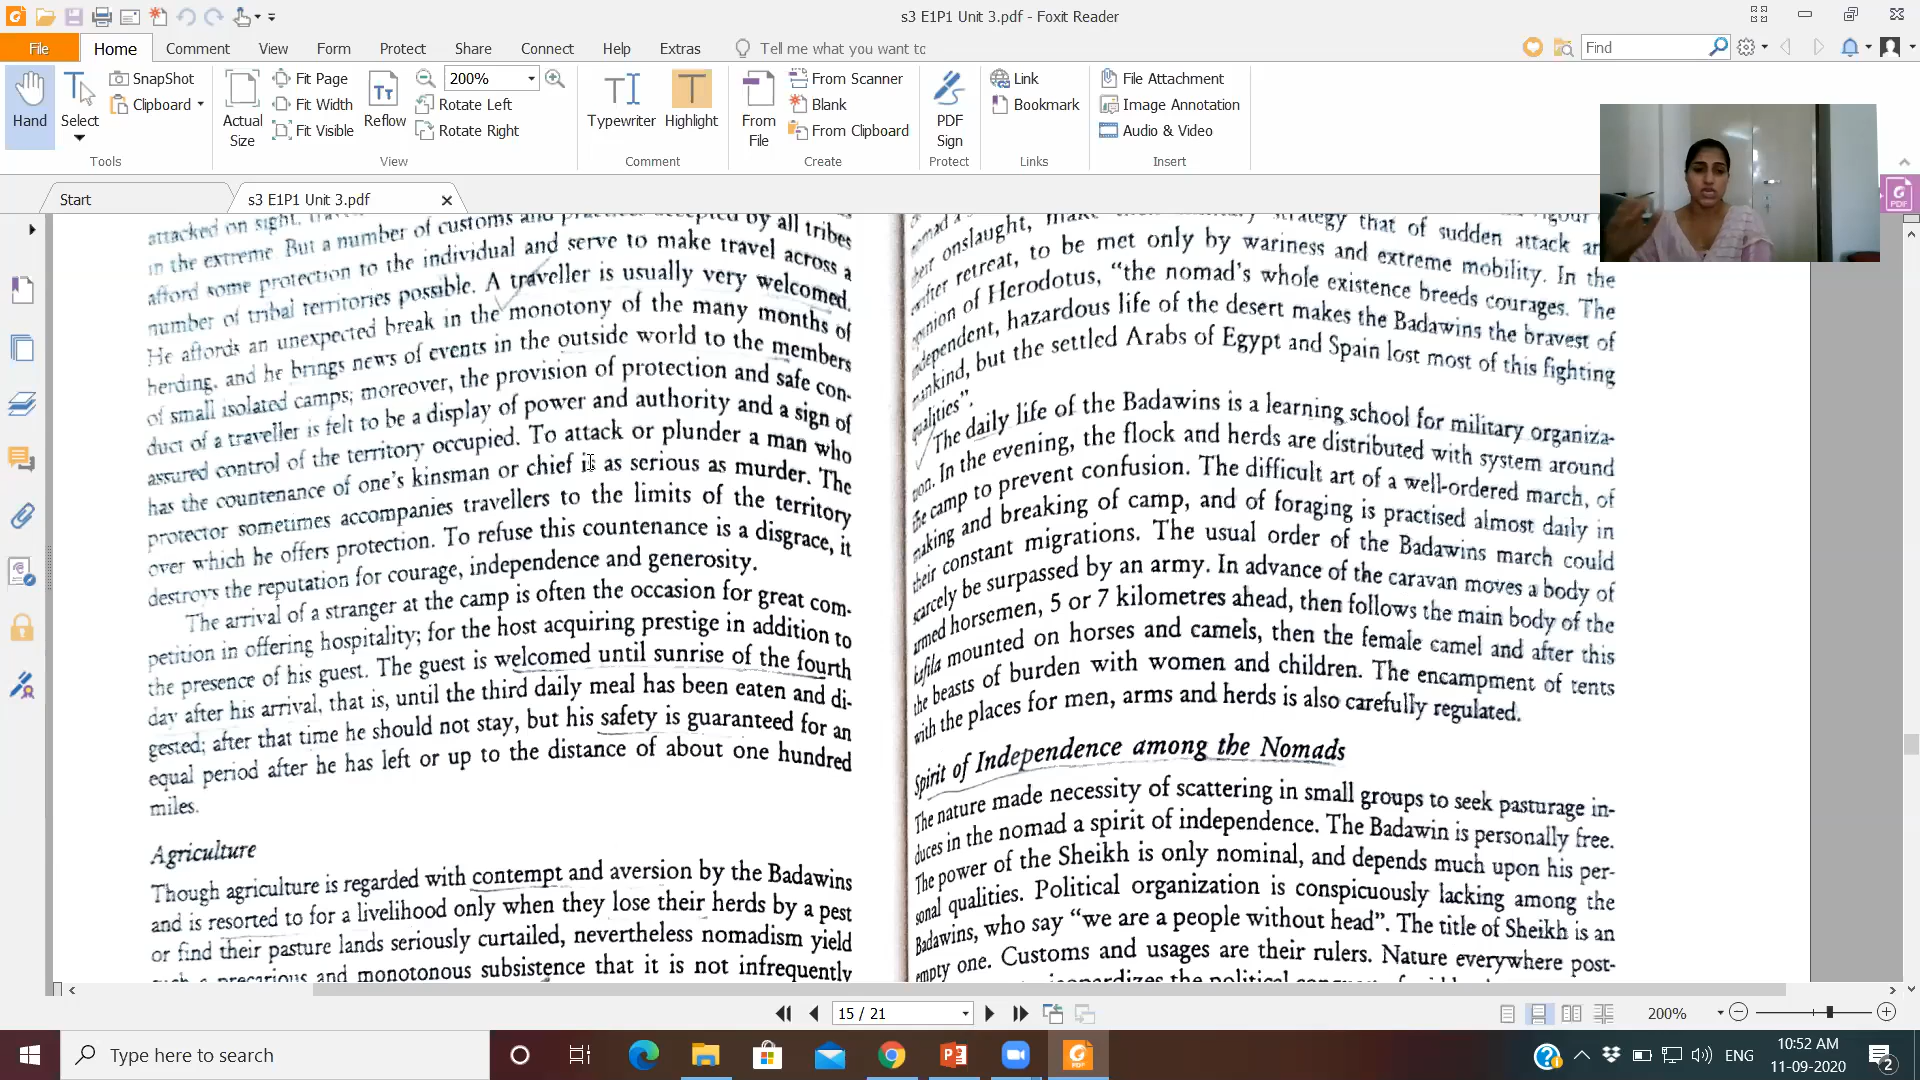 s3 E1P1 Unit 3.pdf - Foxit Reader
File Home Comment View Form Protect Share Connect Help Extras Tell me what you want to Find
Hand
Select
SnapShot
Clipboard
Tools
Actual Size
Fit Page
Fit Width
Fit Visible
Reflow
200%
Rotate Left
Rotate Right
View
Typewriter
Highlight
Comment
From File
From Scanner
Blank
From Clipboard
Create
PDF Sign
Protect
Link
Bookmark
Links
File Attachment
Image Annotation
Audio & Video
Insert
Start
s3 E1P1 Unit 3.pdf
attacked on sight,
in the extreme. But a number of customs and accepted by all tribes
afford some protection to the individual and serve to make travel across a
number of tribal territories possible. A traveller is usually very welcomed.
He affords an unexpected break in the monotony of the many months of
herding, and he brings news of events in the outside world to the members
of small isolated camps; moreover, the provision of protection and safe con-
duct of a traveller is felt to be a display of power and authority and a sign of
assured control of the territory occupied. To attack or plunder a man who
has the countenance of one's kinsman or chief is as serious as murder. The
protector sometimes accompanies travellers to the limits of the territory
over which he offers protection. To refuse this countenance is a disgrace, it
destroys the reputation for courage, independence and generosity.
The arrival of a stranger at the camp is often the occasion for great com-
petition in offering hospitality; for the host acquiring prestige in addition to
the presence of his guest. The guest is welcomed until sunrise of the fourth
day after his arrival, that is, until the third daily meal has been eaten and di-
gested; after that time he should not stay, but his safety is guaranteed for an
equal period after he has left or up to the distance of about one hundred
miles.
Agriculture
Though agriculture is regarded with contempt and aversion by the Badawins
and is resorted to for a livelihood only when they lose their herds by a pest
or find their pasture lands seriously curtailed, nevertheless nomadism yield
such a precarious and monotonous subsistence that it is not infrequently
onslaught, make strategy that of sudden attack
retreat, to be met only by wariness and extreme mobility. In the
opinion of Herodotus, "the nomad's whole existence breeds courages. The
independent, hazardous life of the desert makes the Badawins the bravest of
mankind, but the settled Arabs of Egypt and Spain lost most of this fighting
qualities".
The daily life of the Badawins is a learning school for military organiza-
tion. In the evening, the flock and herds are distributed with system around
the camp to prevent confusion. The difficult art of a well-ordered march, of
making and breaking of camp, and of foraging is practised almost daily in
their constant migrations. The usual order of the Badawins march could
scarcely be surpassed by an army. In advance of the caravan moves a body of
armed horsemen, 5 or 7 kilometres ahead, then follows the main body of the
kafila mounted on horses and camels, then the female camel and after this
the beasts of burden with women and children. The encampment of tents
with the places for men, arms and herds is also carefully regulated.
Spirit of Independence among the Nomads
The nature made necessity of scattering in small groups to seek pasturage in-
duces in the nomad a spirit of independence. The Badawin is personally free.
The power of the Sheikh is only nominal, and depends much upon his per-
sonal qualities. Political organization is conspicuously lacking among the
Badawins, who say "we are a people without head". The title of Sheikh is an
empty one. Customs and usages are their rulers. Nature everywhere post-
15 / 21
200%
Type here to search
ENG
10:52 AM
11-09-2020
2